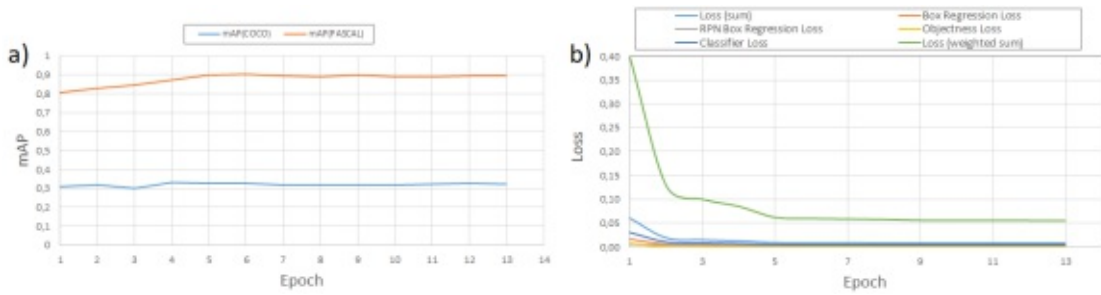 a)
mAP(COCO) mAP(PASCAL)
1
0,9
0,8
0,7
0,6
0,5
0,4
0,3
0,2
0,1
0
mAP
1 2 3 4 5 6 7 8 9 10 11 12 13 14
Epoch
b)
Loss (sum) Box Regression Loss
RPN Box Regression Loss Objectness Loss
Classifier Loss Loss (weighted sum)
0,40
0,35
0,30
0,25
0,20
0,15
0,10
0,05
0,00
Loss
1 3 5 7 9 11 13
Epoch